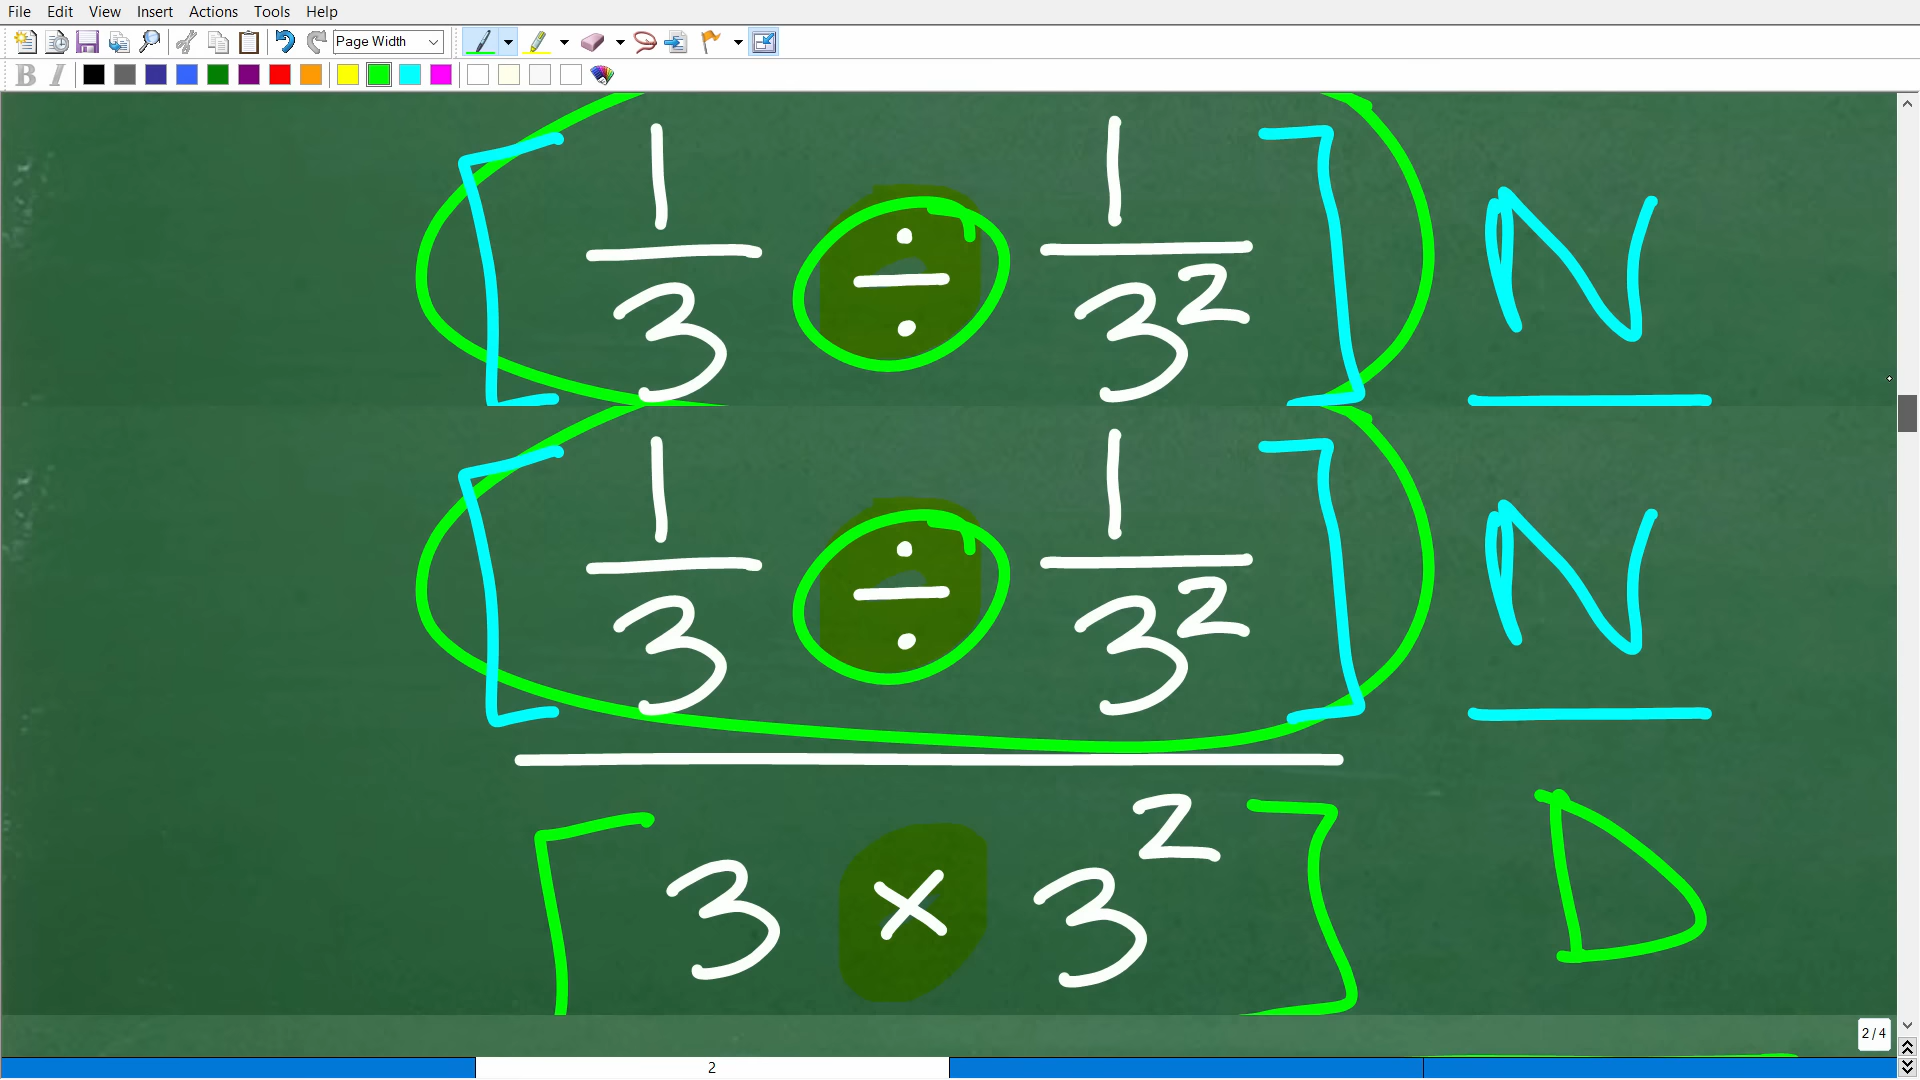 File Edit View Insert Actions Tools Help
Page Width
B I
[ 1/3 ÷ 1/3² ] N
[ 1/3 ÷ 1/3² ] N
[ 3 × 3² ] D
2 / 4
2